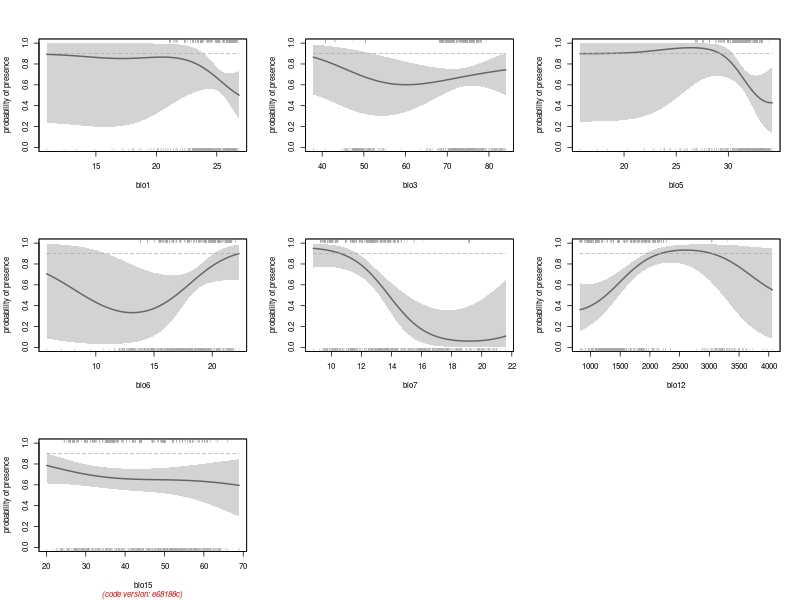 probability of presence
0.0 0.2 0.4 0.6 0.8 1.0
15 20 25
bio1
probability of presence
0.0 0.2 0.4 0.6 0.8 1.0
40 50 60 70 80
bio3
probability of presence
0.0 0.2 0.4 0.6 0.8 1.0
20 25 30
bio5
probability of presence
0.0 0.2 0.4 0.6 0.8 1.0
10 15 20
bio6
probability of presence
0.0 0.2 0.4 0.6 0.8 1.0
10 12 14 16 18 20 22
bio7
probability of presence
0.0 0.2 0.4 0.6 0.8 1.0
1000 1500 2000 2500 3000 3500 4000
bio12
probability of presence
0.0 0.2 0.4 0.6 0.8 1.0
20 30 40 50 60 70
bio15
(code version: e68188c)